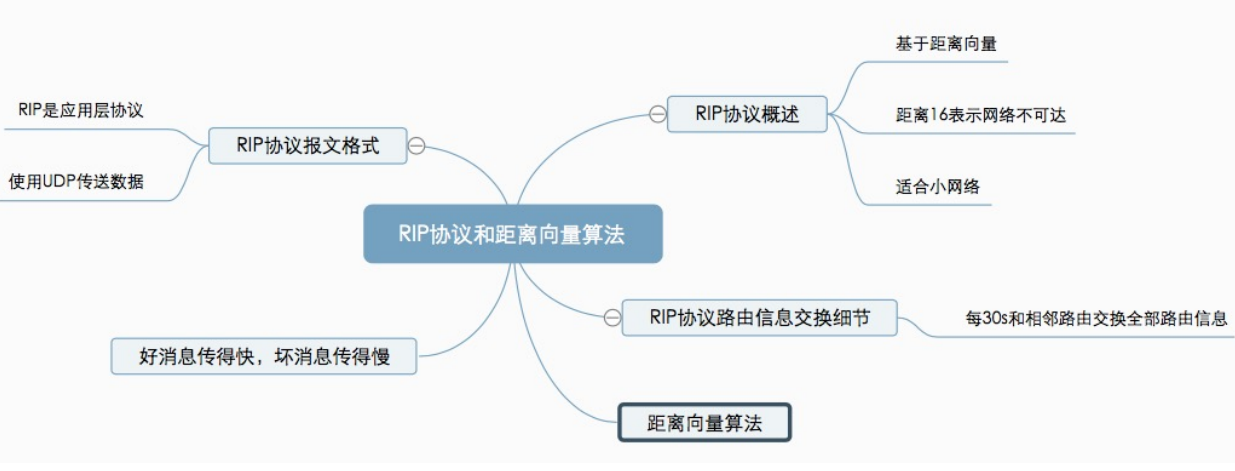 RIP协议和距离向量算法
RIP协议概述
基于距离向量
距离16表示网络不可达
适合小网络
RIP协议路由信息交换细节
每30s和相邻路由交换全部路由信息
距离向量算法
RIP协议报文格式
RIP是应用层协议
使用UDP传送数据
好消息传得快，坏消息传得慢